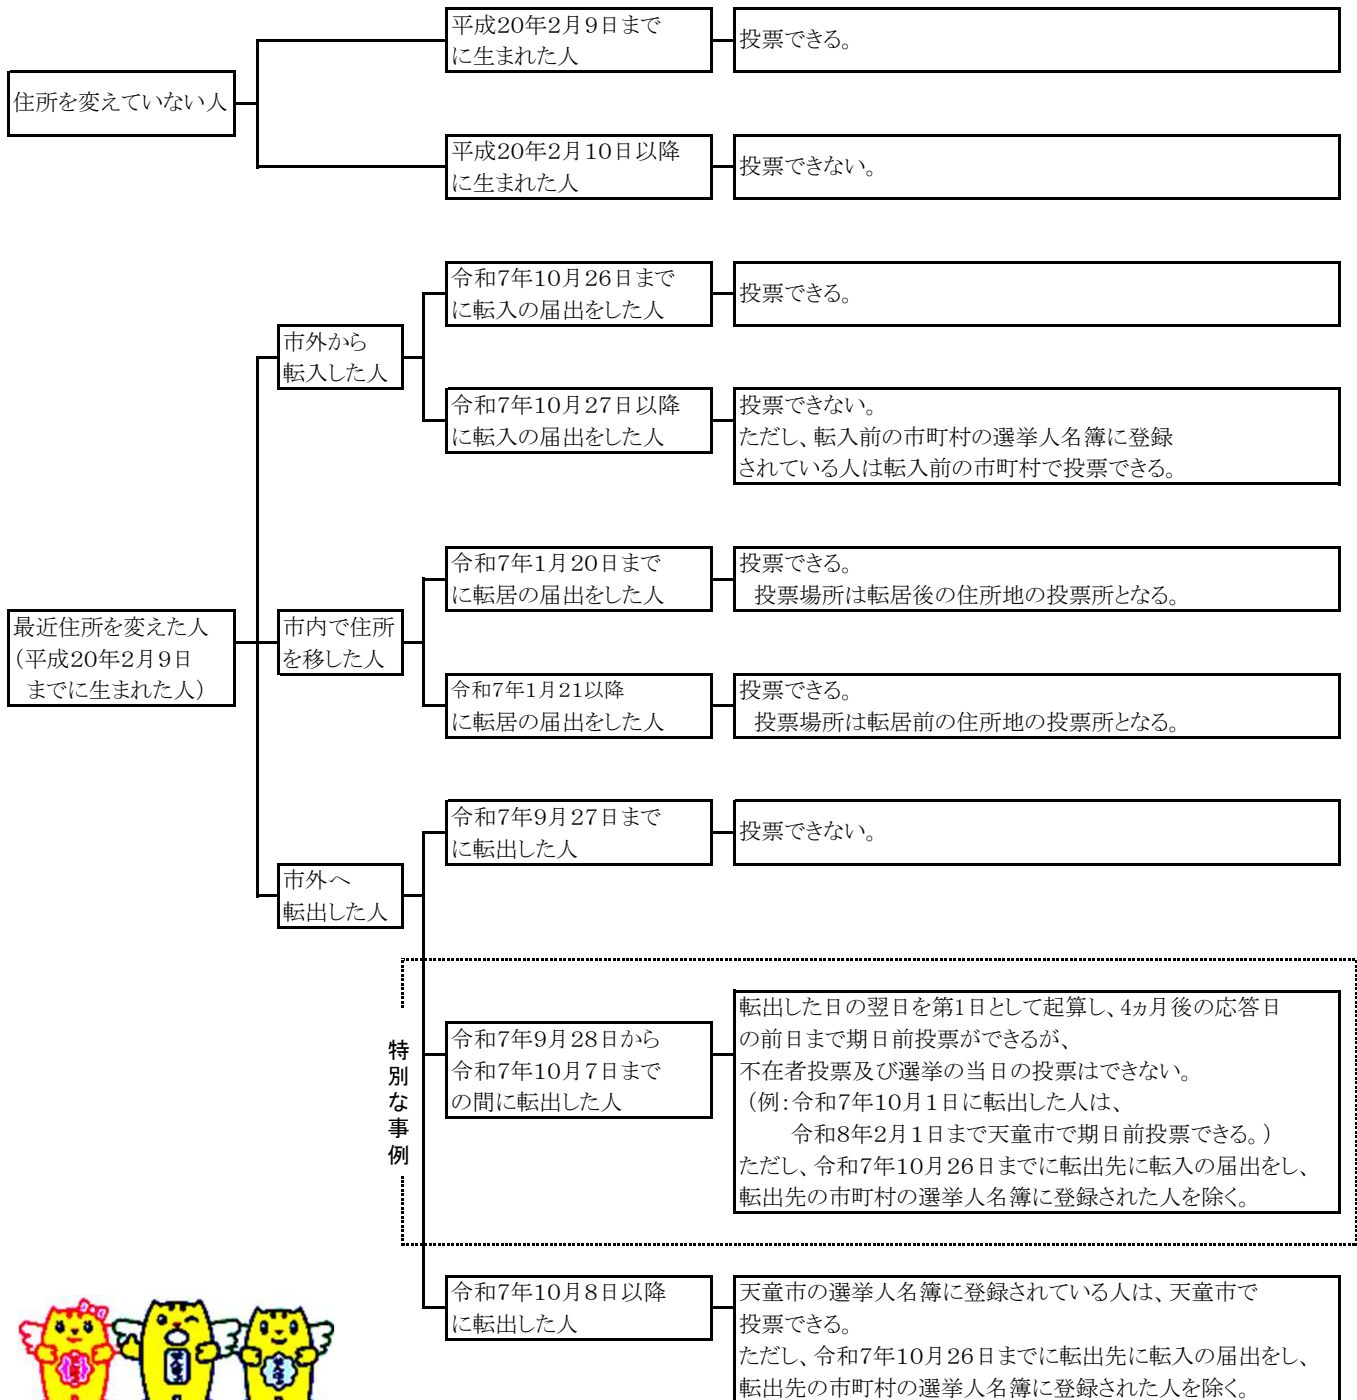 平成20年2月9日まで
に生まれた人
投票できる。
住所を変えていない人
平成20年2月10日以降
に生まれた人
投票できない。
令和7年10月26日まで
に転入の届出をした人
投票できる。
市外から
転入した人
令和7年10月27日以降
に転入の届出をした人
投票できない。
ただし、転入前の市町村の選挙人名簿に登録
されている人は転入前の市町村で投票できる。
令和7年1月20日まで
に転居の届出をした人
投票できる。
投票場所は転居後の住所地の投票所となる。
最近住所を変えた人
(平成20年2月9日
までに生まれた人)
市内で住所
を移した人
令和7年1月21以降
に転居の届出をした人
投票できる。
投票場所は転居前の住所地の投票所となる。
令和7年9月27日まで
に転出した人
投票できない。
市外へ
転出した人
特別な事例
令和7年9月28日から
令和7年10月7日まで
の間に転出した人
転出した日の翌日を第1日として起算し、4ヵ月後の応答日
の前日まで期日前投票ができるが、
不在者投票及び選挙の当日の投票はできない。
(例:令和7年10月1日に転出した人は、
令和8年2月1日まで天童市で期日前投票できる。)
ただし、令和7年10月26日までに転出先に転入の届出をし、
転出先の市町村の選挙人名簿に登録された人を除く。
令和7年10月8日以降
に転出した人
天童市の選挙人名簿に登録されている人は、天童市で
投票できる。
ただし、令和7年10月26日までに転出先に転入の届出をし、
転出先の市町村の選挙人名簿に登録された人を除く。